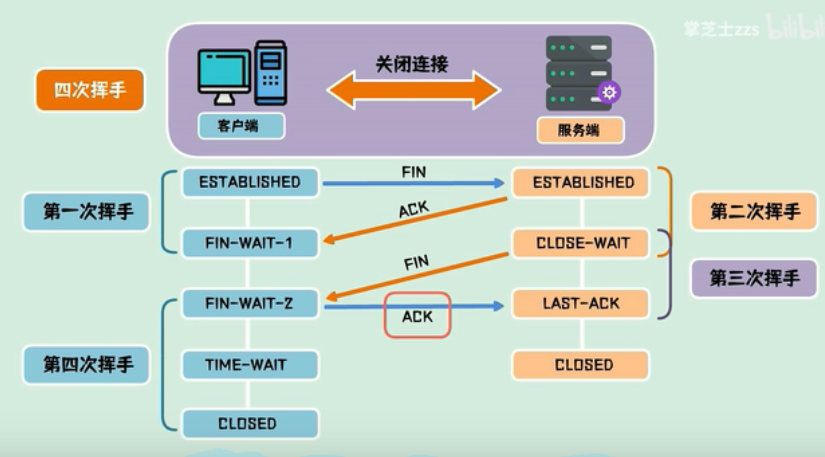 掌芝士zzs bilibili
四次挥手
关闭连接
客户端
服务端
ESTABLISHED
FIN
ESTABLISHED
第一次挥手
ACK
第二次挥手
FIN-WAIT-1
CLOSE-WAIT
FIN
第三次挥手
FIN-WAIT-2
ACK
LAST-ACK
第四次挥手
TIME-WAIT
CLOSED
CLOSED